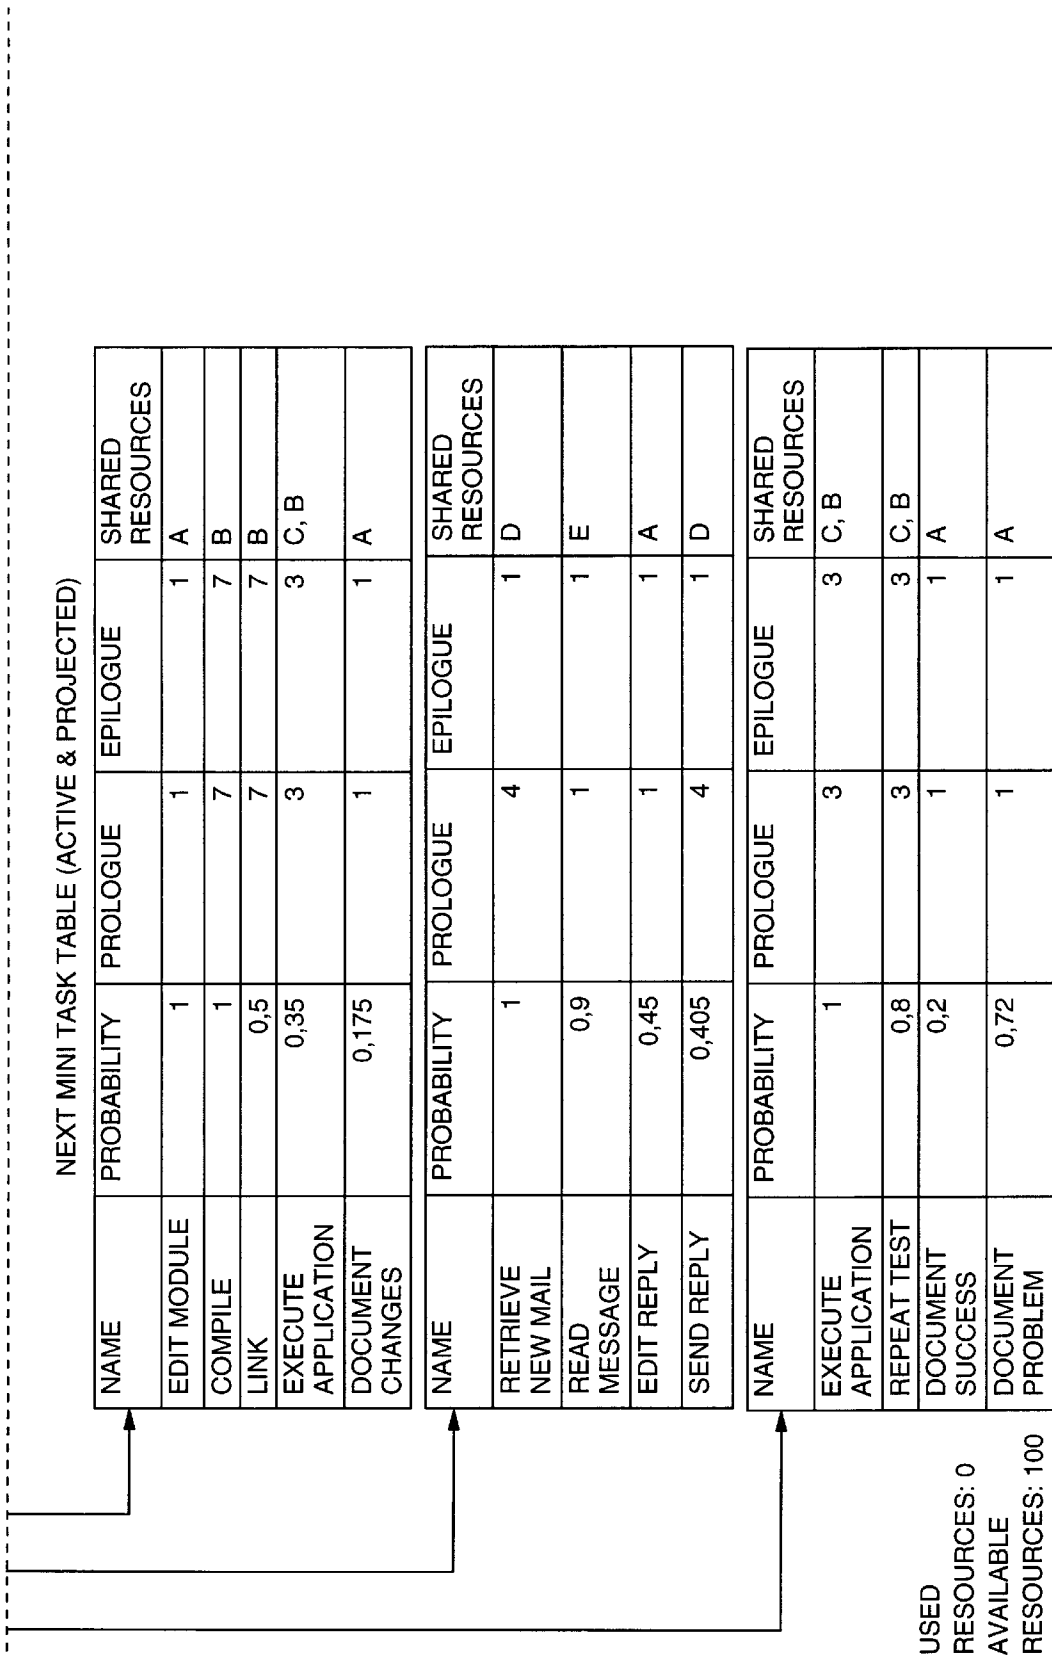 NEXT MINI TASK TABLE (ACTIVE & PROJECTED)
NAME PROBABILITY PROLOGUE EPILOGUE SHARED
RESOURCES
EDIT MODULE 1 1 1 A
COMPILE 1 7 7 B
LINK 0,5 7 7 B
EXECUTE 0,35 3 3 C, B
APPLICATION
DOCUMENT 0,175 1 1 A
CHANGES
NAME PROBABILITY PROLOGUE EPILOGUE SHARED
RESOURCES
RETRIEVE 1 4 1 D
NEW MAIL
READ 0,9 1 1 E
MESSAGE
EDIT REPLY 0,45 1 1 A
SEND REPLY 0,405 4 1 D
NAME PROBABILITY PROLOGUE EPILOGUE SHARED
RESOURCES
EXECUTE 1 3 3 C, B
APPLICATION
REPEAT TEST 0,8 3 3 C, B
DOCUMENT 0,2 1 1 A
SUCCESS
DOCUMENT 0,72 1 1 A
PROBLEM
USED
RESOURCES: 0
AVAILABLE
RESOURCES: 100